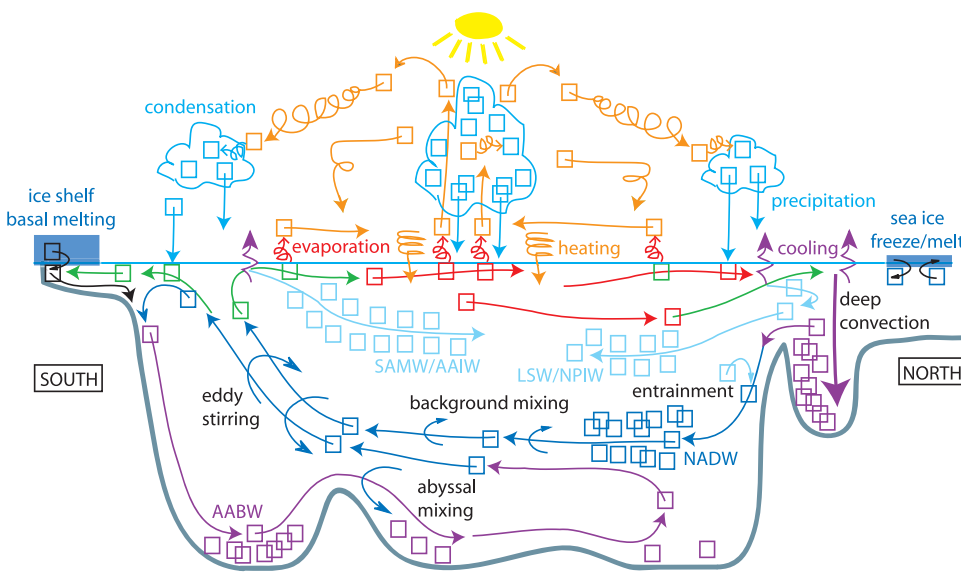 condensation
ice shelf
basal melting
evaporation
heating
precipitation
cooling
sea ice
freeze/melt
deep
convection
SAMW/AAIW
LSW/NPIW
SOUTH
NORTH
entrainment
eddy
stirring
background mixing
NADW
abyssal
mixing
AABW